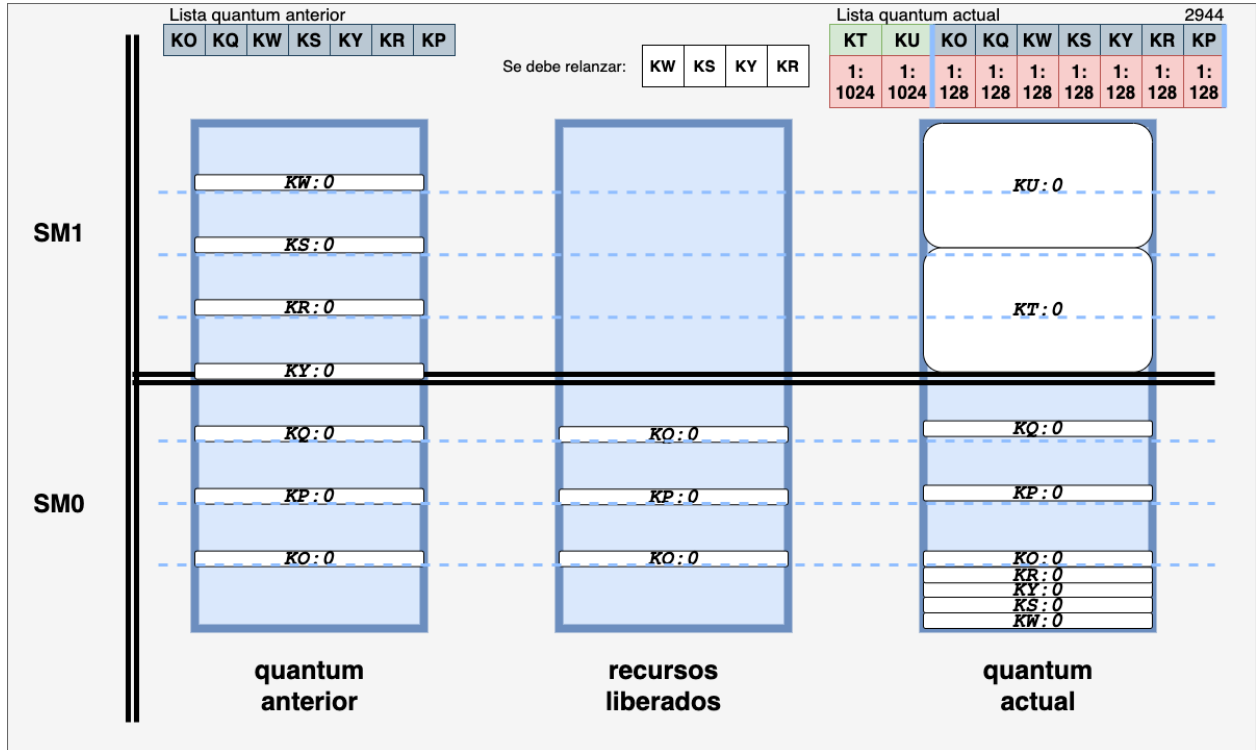 Lista quantum anterior
KO KQ KW KS KY KR KP
Se debe relanzar: KW KS KY KR
Lista quantum actual 2944
KT KU KO KQ KW KS KY KR KP
1: 1: 1: 1: 1: 1: 1: 1: 1:
1024 1024 128 128 128 128 128 128 128
SM1
SM0
KW:0
KS:0
KR:0
KY:0
KQ:0
KP:0
KO:0
quantum
anterior
KQ:0
KP:0
KO:0
recursos
liberados
KU:0
KT:0
KQ:0
KP:0
KO:0
KR:0
KY:0
KS:0
KW:0
quantum
actual